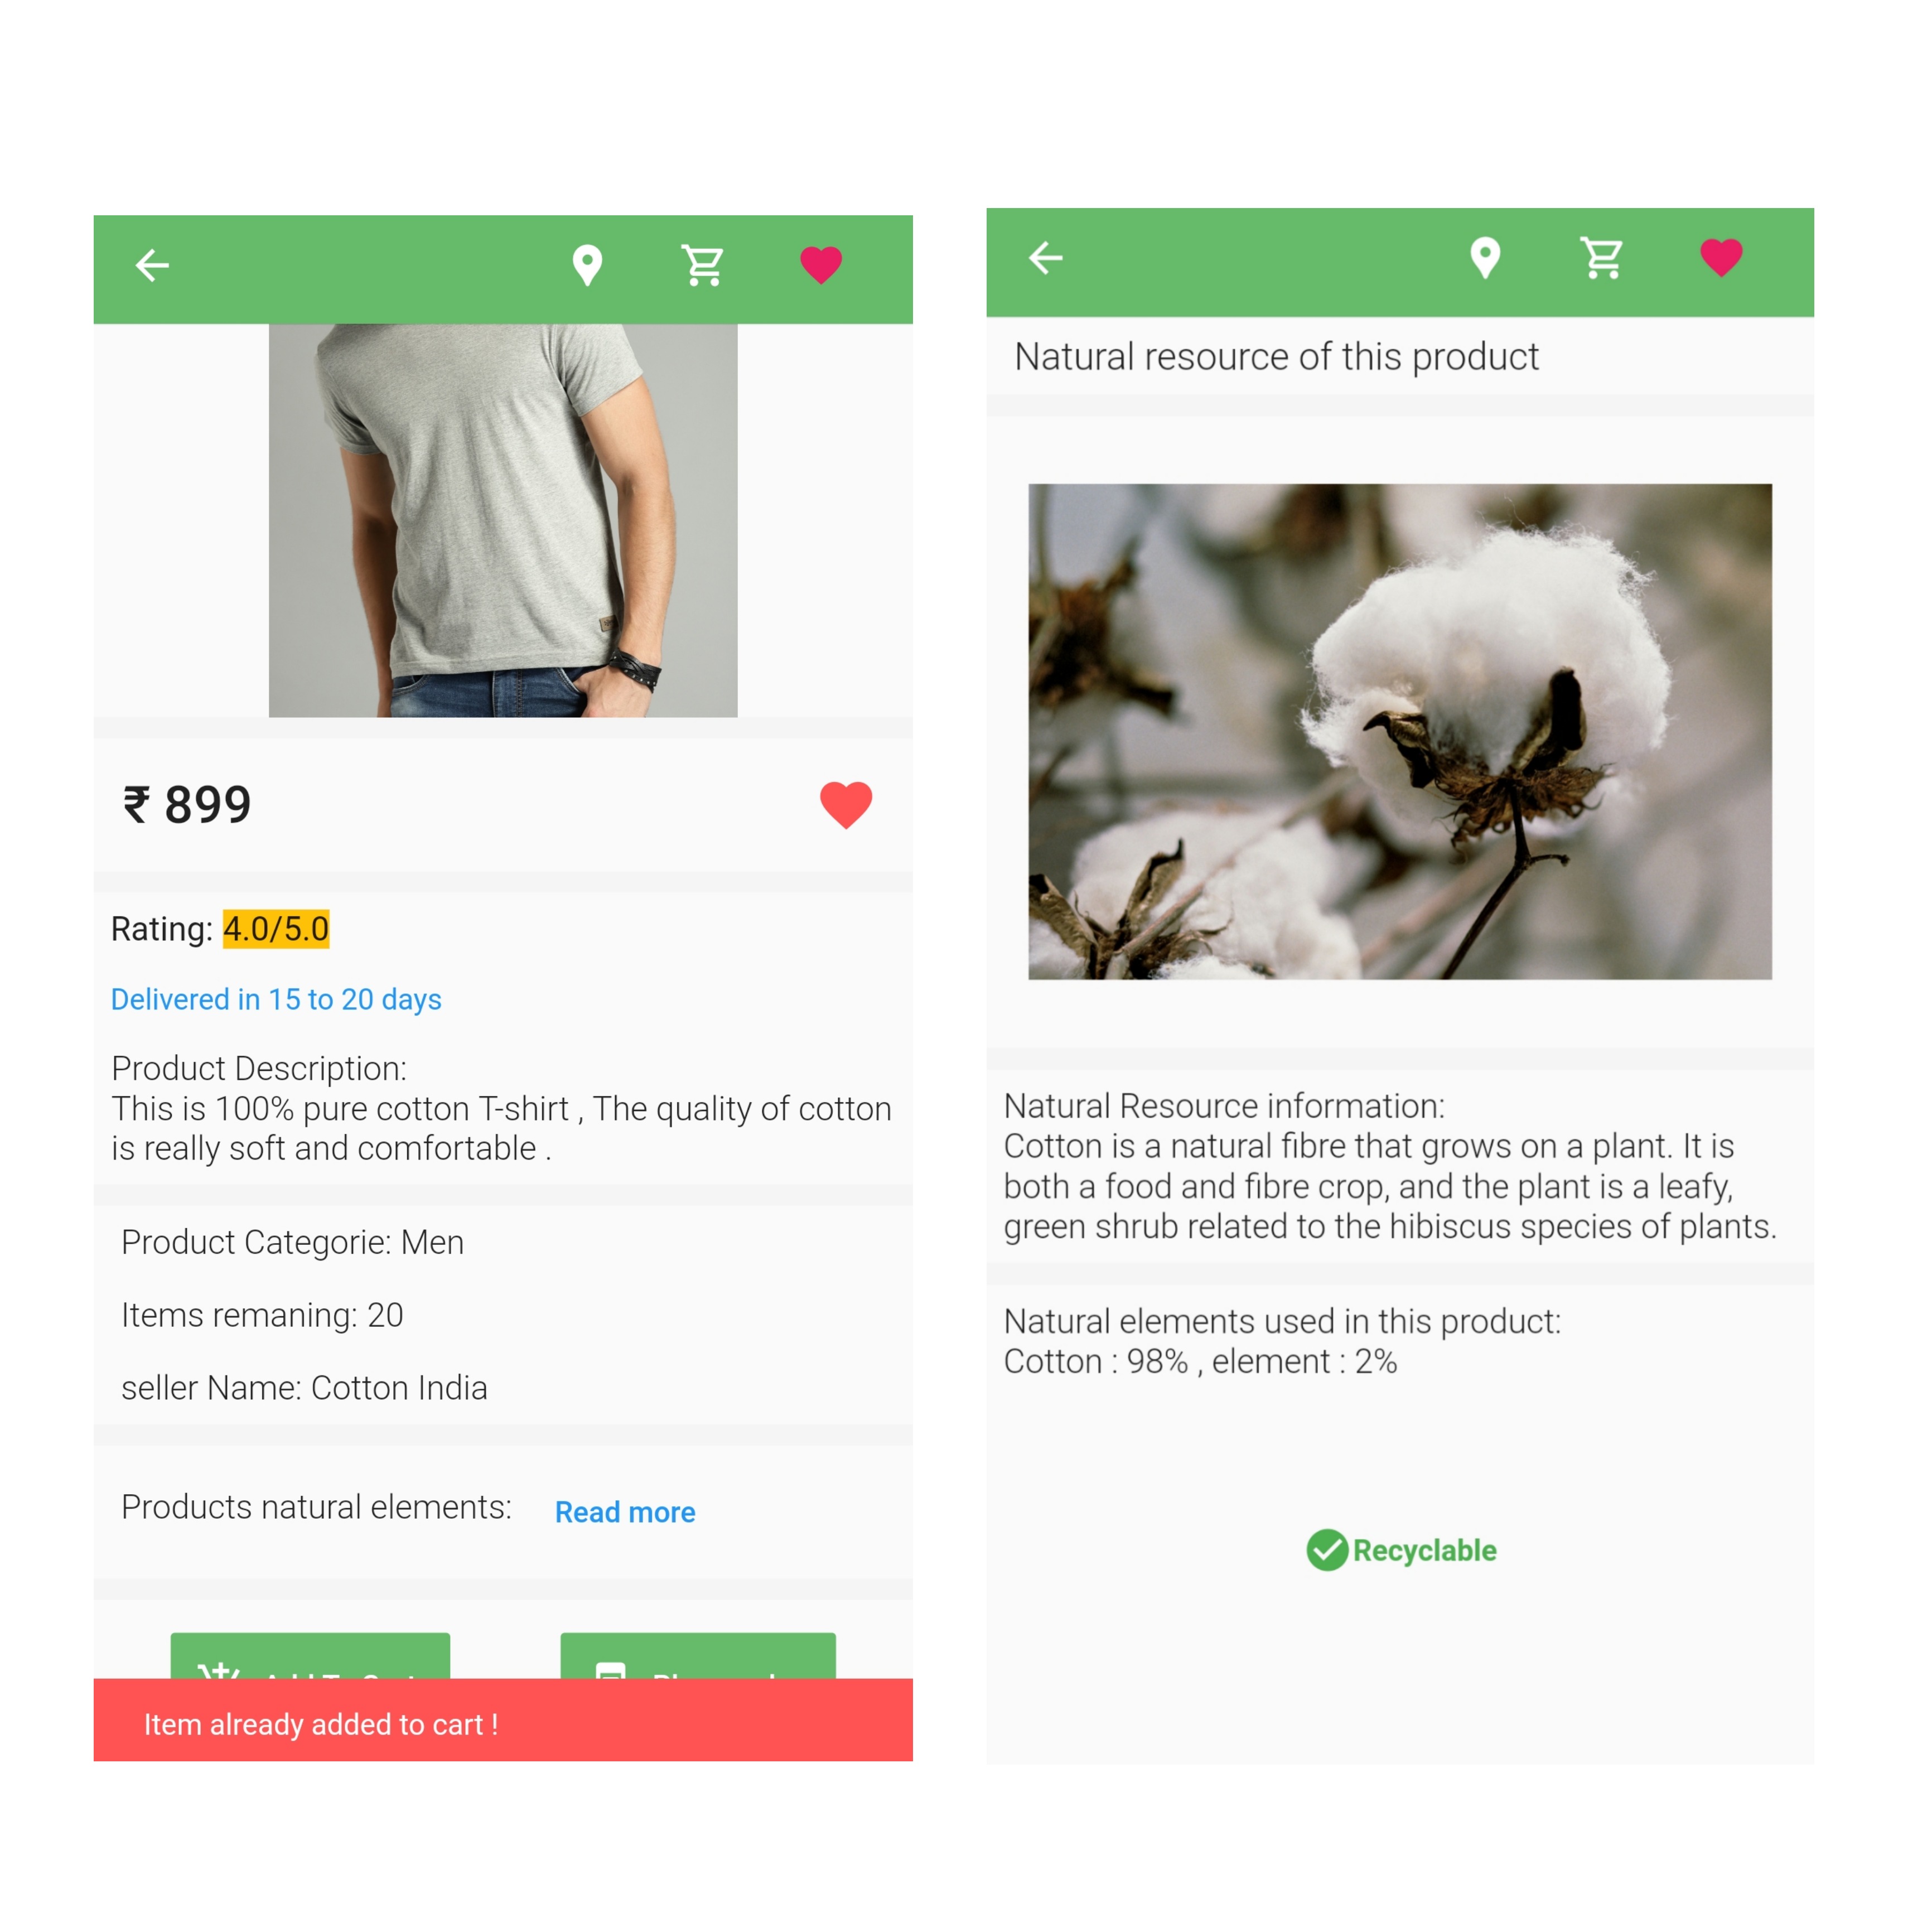 ₹ 899
Rating: 4.0/5.0
Delivered in 15 to 20 days
Product Description:
This is 100% pure cotton T-shirt , The quality of cotton
is really soft and comfortable .
Product Categorie: Men
Items remaning: 20
seller Name: Cotton India
Products natural elements: Read more
Add To Cart
Item already added to cart !
Natural resource of this product
Natural Resource information:
Cotton is a natural fibre that grows on a plant. It is
both a food and fibre crop, and the plant is a leafy,
green shrub related to the hibiscus species of plants.
Natural elements used in this product:
Cotton : 98% , element : 2%
Recyclable